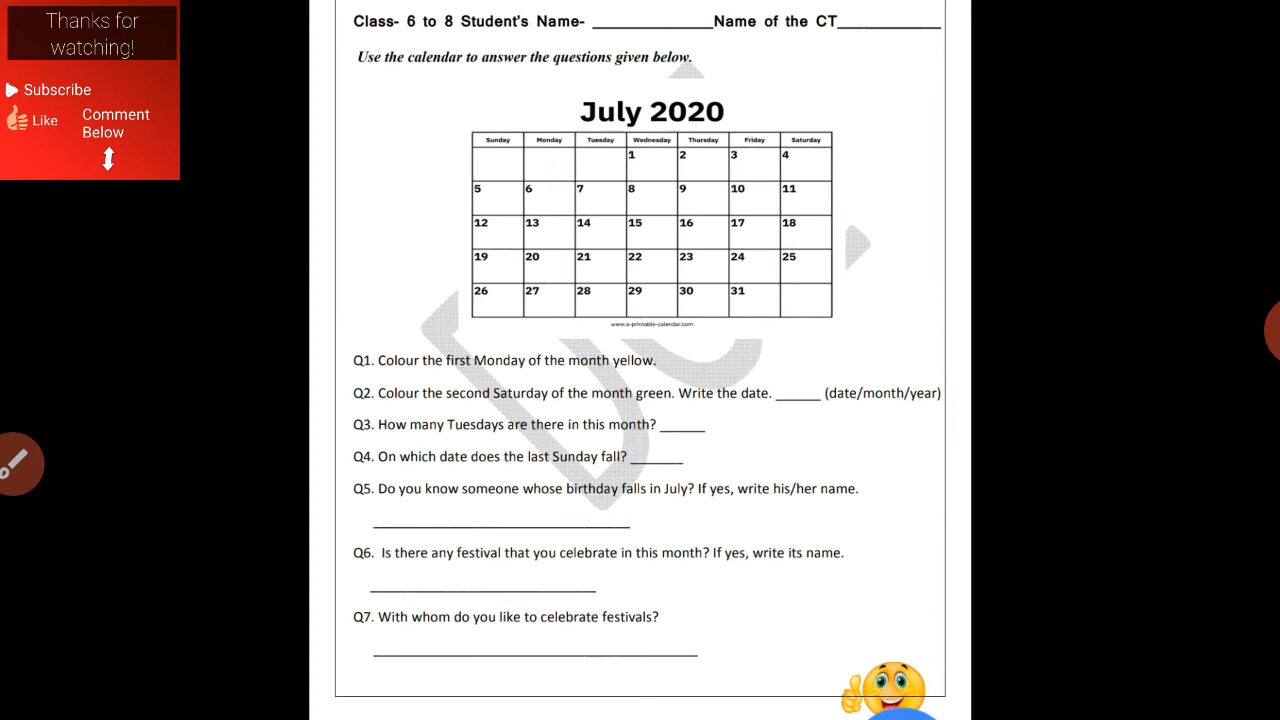 Thanks for
watching!
Subscribe
Like
Comment
Below
Class- 6 to 8 Student's Name- ______________Name of the CT____________
Use the calendar to answer the questions given below.
July 2020
Sunday Monday Tuesday Wednesday Thursday Friday Saturday
1 2 3 4
5 6 7 8 9 10 11
12 13 14 15 16 17 18
19 20 21 22 23 24 25
26 27 28 29 30 31
www.a-printable-calendar.com
Q1. Colour the first Monday of the month yellow.
Q2. Colour the second Saturday of the month green. Write the date. ______ (date/month/year)
Q3. How many Tuesdays are there in this month? ______
Q4. On which date does the last Sunday fall? _______
Q5. Do you know someone whose birthday falls in July? If yes, write his/her name.
Q6. Is there any festival that you celebrate in this month? If yes, write its name.
Q7. With whom do you like to celebrate festivals?